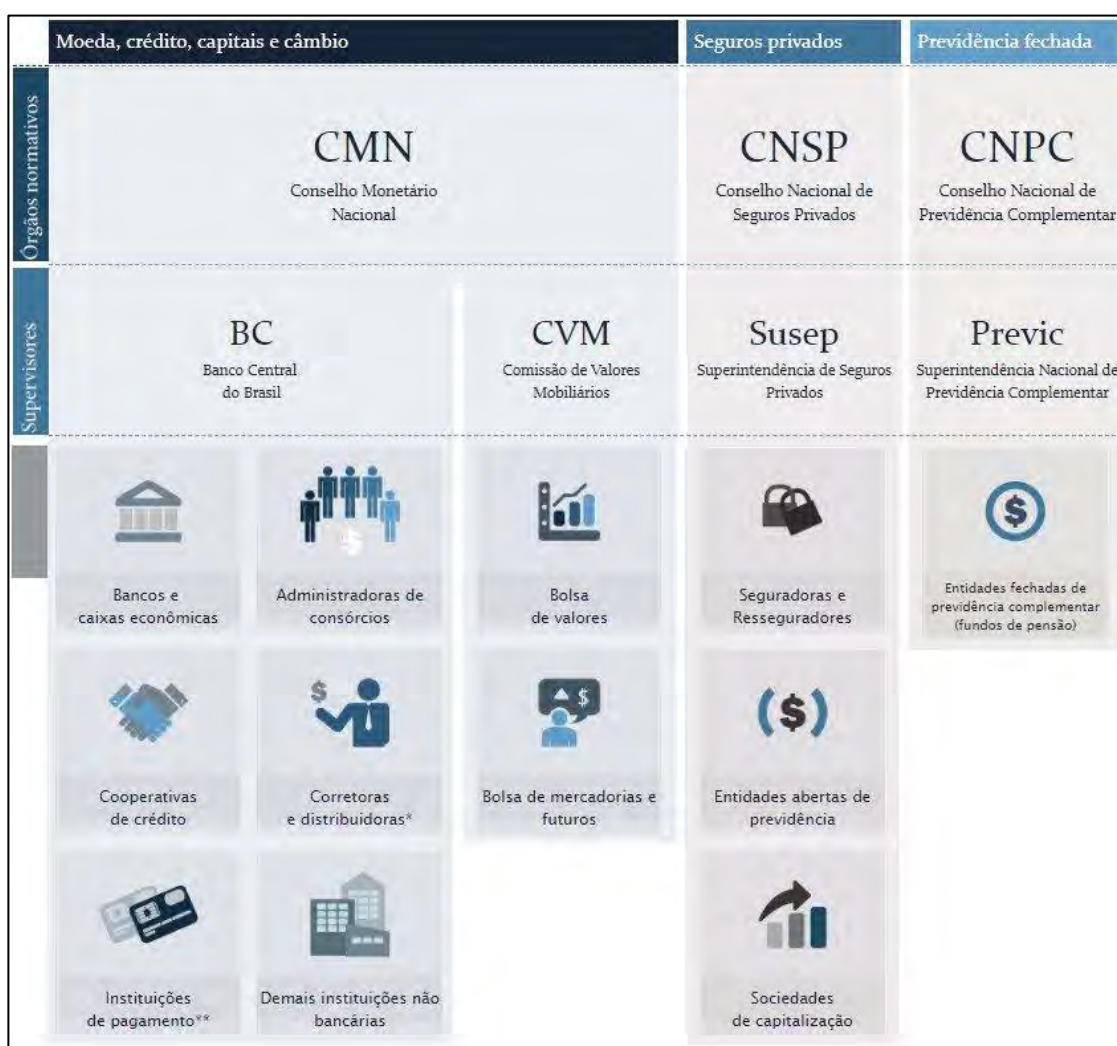 Moeda, crédito, capitais e câmbio
Seguros privados
Previdência fechada
Órgãos normativos
CMN
Conselho Monetário
Nacional
CNSP
Conselho Nacional de
Seguros Privados
CNPC
Conselho Nacional de
Previdência Complementar
Supervisores
BC
Banco Central
do Brasil
CVM
Comissão de Valores
Mobiliários
Susep
Superintendência de Seguros
Privados
Previc
Superintendência Nacional de
Previdência Complementar
Bancos e
caixas econômicas
$
Administradoras de
consórcios
Bolsa
de valores
Seguradoras e
Resseguradores
$
Entidades fechadas de
previdência complementar
(fundos de pensão)
Cooperativas
de crédito
$
Corretoras
e distribuidoras*
$
Bolsa de mercadorias e
futuros
($)
Entidades abertas de
previdência
Instituições
de pagamento**
Demais instituições não
bancárias
Sociedades
de capitalização